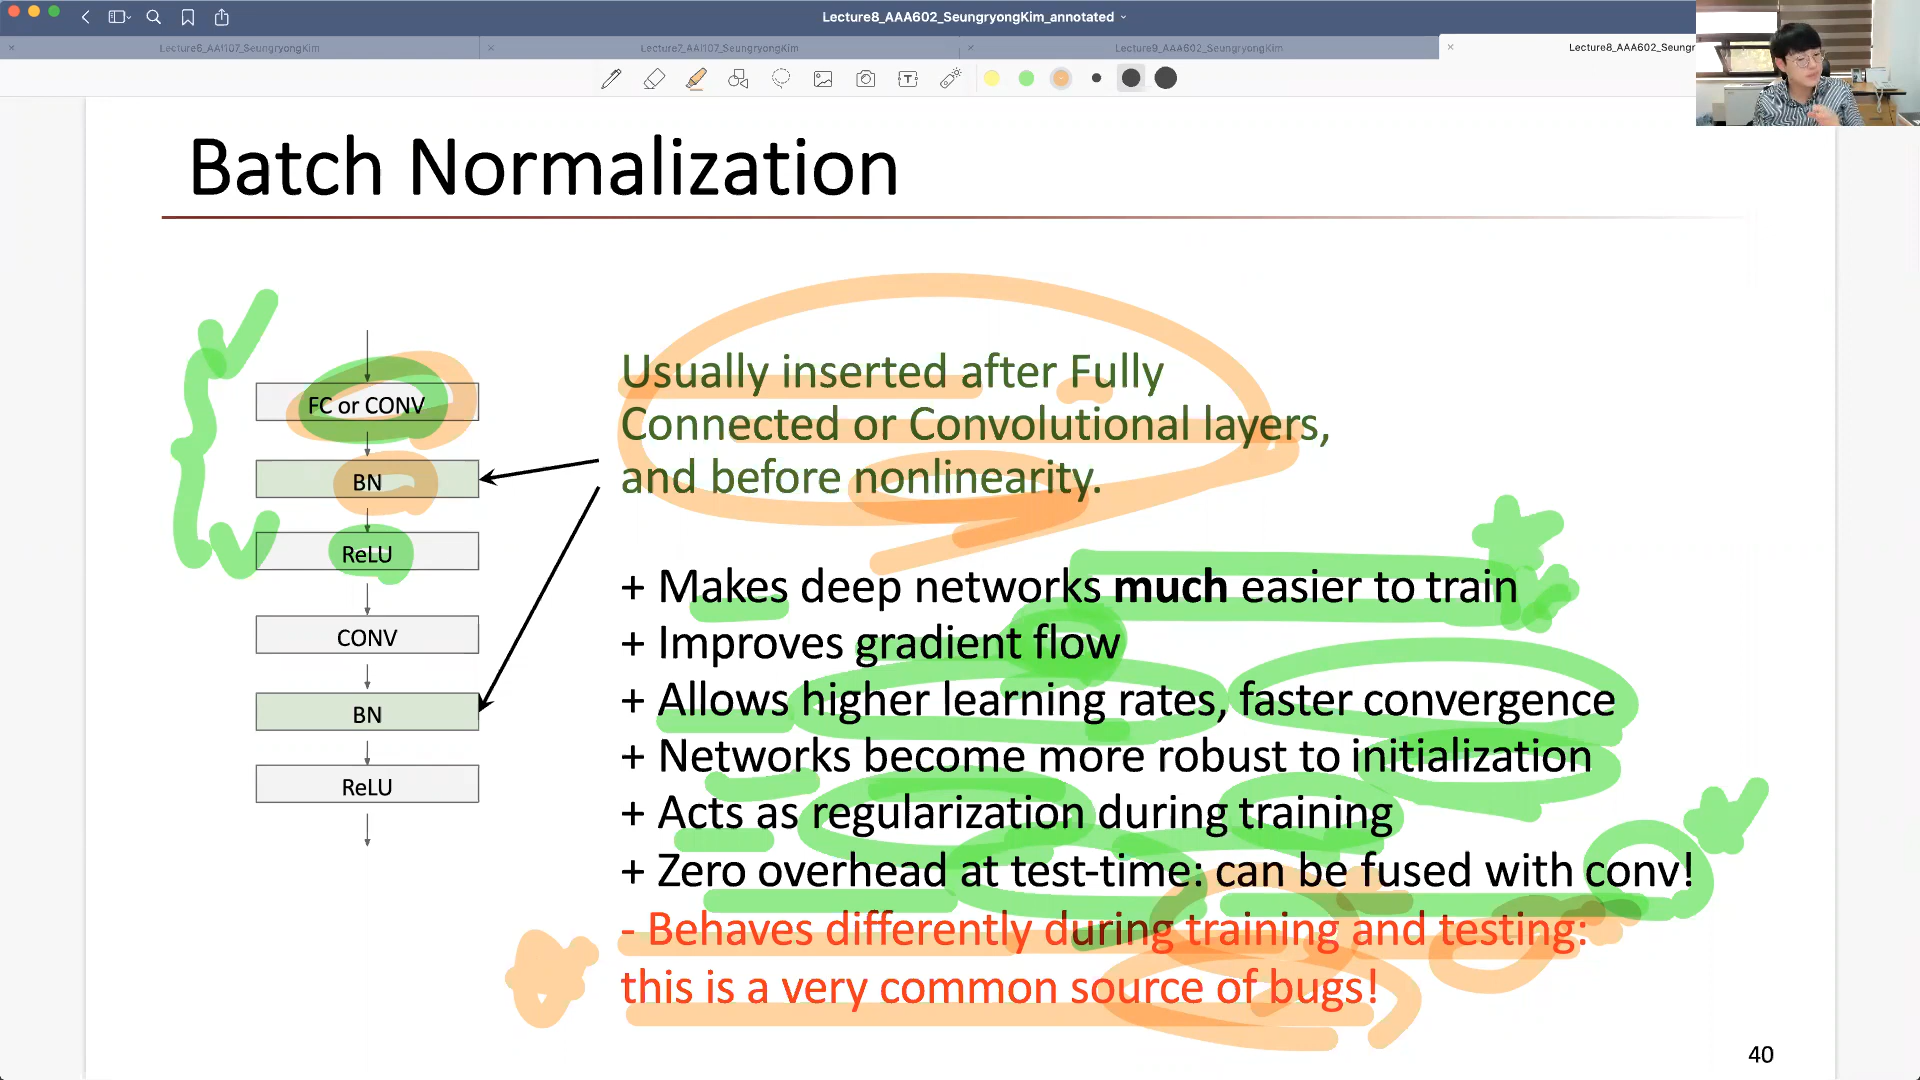 Lecture8_AAA602_SeungryongKim_annotated
Lecture6_AAI107_SeungryongKim
Lecture7_AAI107_SeungryongKim
Lecture9_AAA602_SeungryongKim
Lecture8_AAA602_Seungr
Batch Normalization
FC or CONV
BN
ReLU
CONV
BN
ReLU
Usually inserted after Fully
Connected or Convolutional layers,
and before nonlinearity.
+ Makes deep networks much easier to train
+ Improves gradient flow
+ Allows higher learning rates, faster convergence
+ Networks become more robust to initialization
+ Acts as regularization during training
+ Zero overhead at test-time: can be fused with conv!
- Behaves differently during training and testing:
this is a very common source of bugs!
40